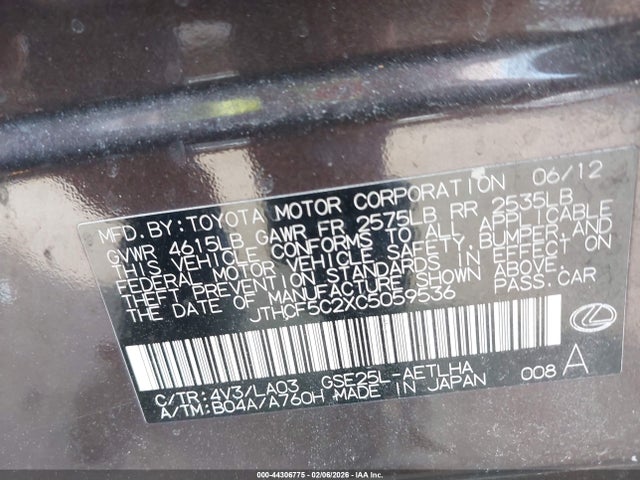 MFD. BY: TOYOTA MOTOR CORPORATION 06/12
GVWR 4615LB GAWR FR 2575LB RR 2535LB
THIS VEHICLE CONFORMS TO ALL APPLICABLE
FEDERAL MOTOR VEHICLE SAFETY, BUMPER, AND
THEFT PREVENTION STANDARDS IN EFFECT ON
THE DATE OF MANUFACTURE SHOWN ABOVE.
JTHCF5C2XC5059536 PASS. CAR
C/TR: 4V3/LA03 GSE25L-AETLHA
A/TM: B04A/A760H MADE IN JAPAN 008 A
000-44306775 - 02/06/2026 - IAA Inc.